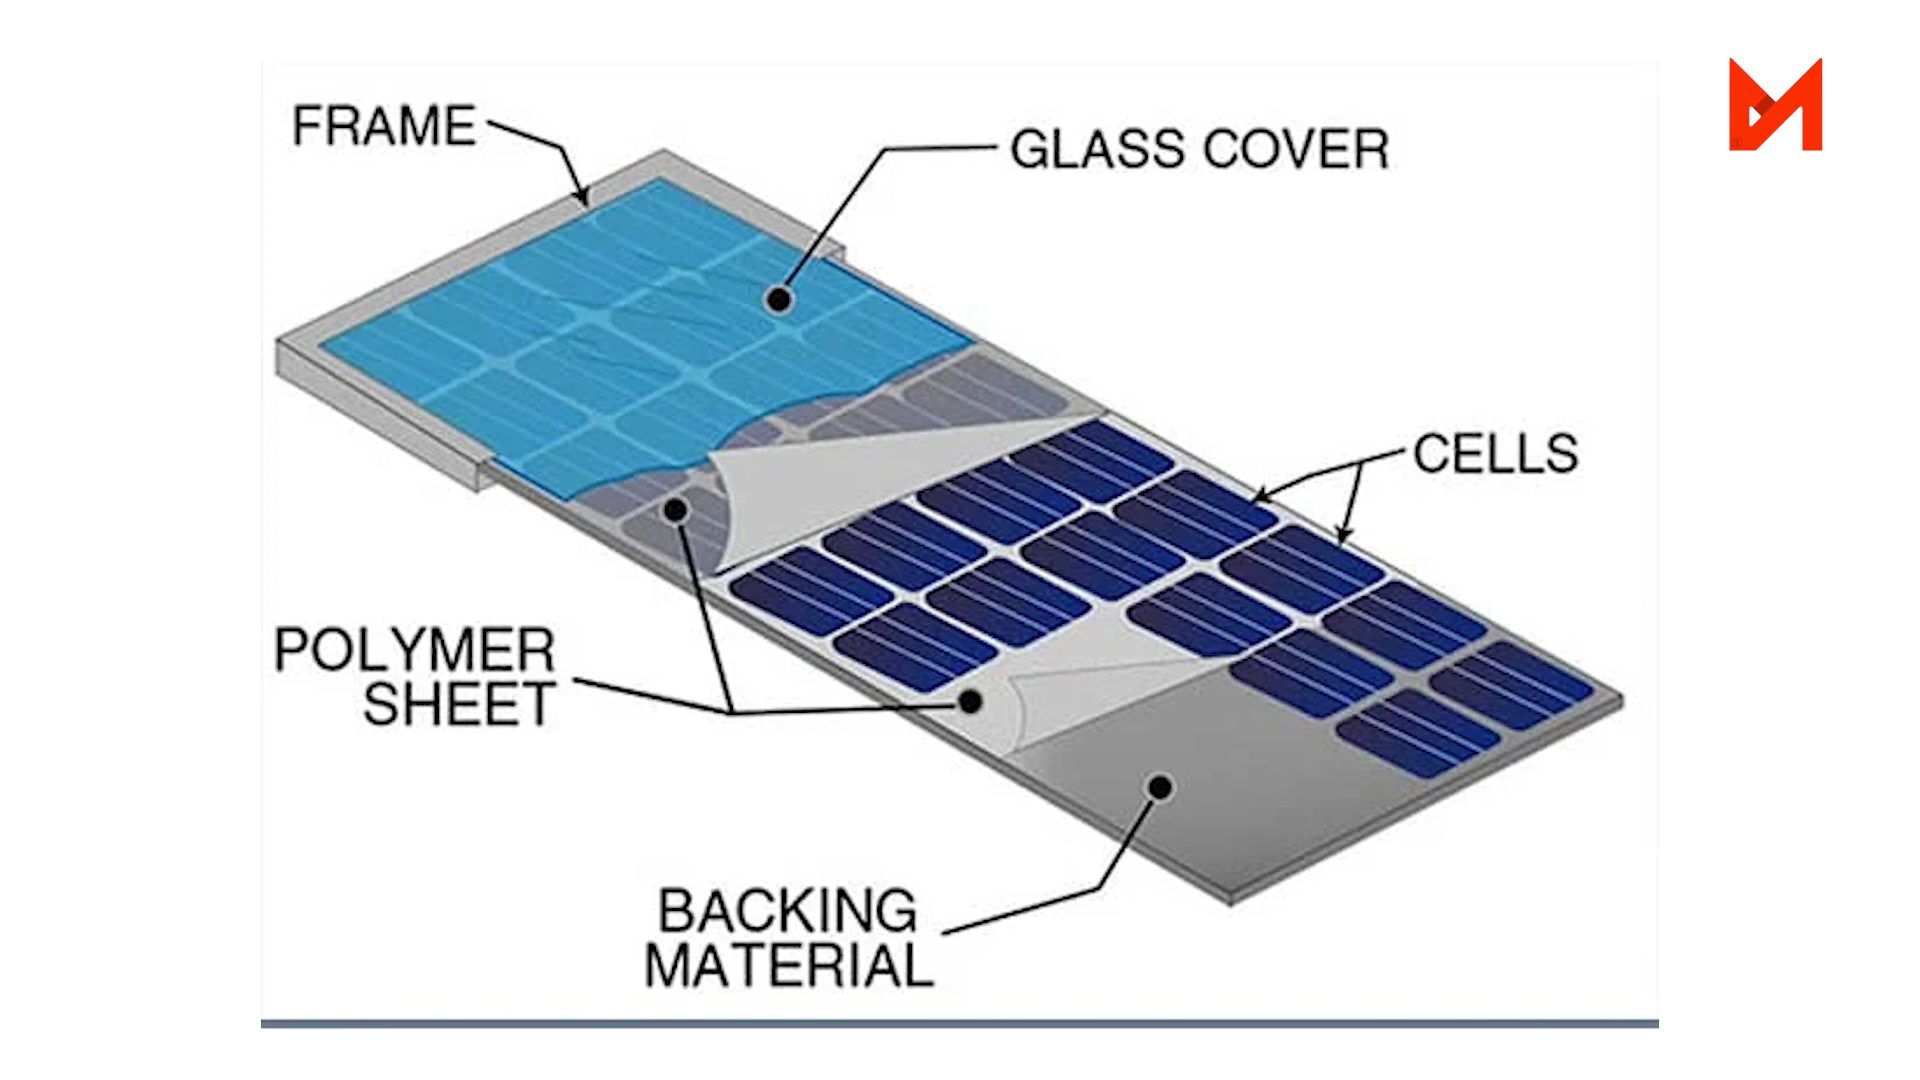 FRAME
GLASS COVER
CELLS
POLYMER
SHEET
BACKING
MATERIAL